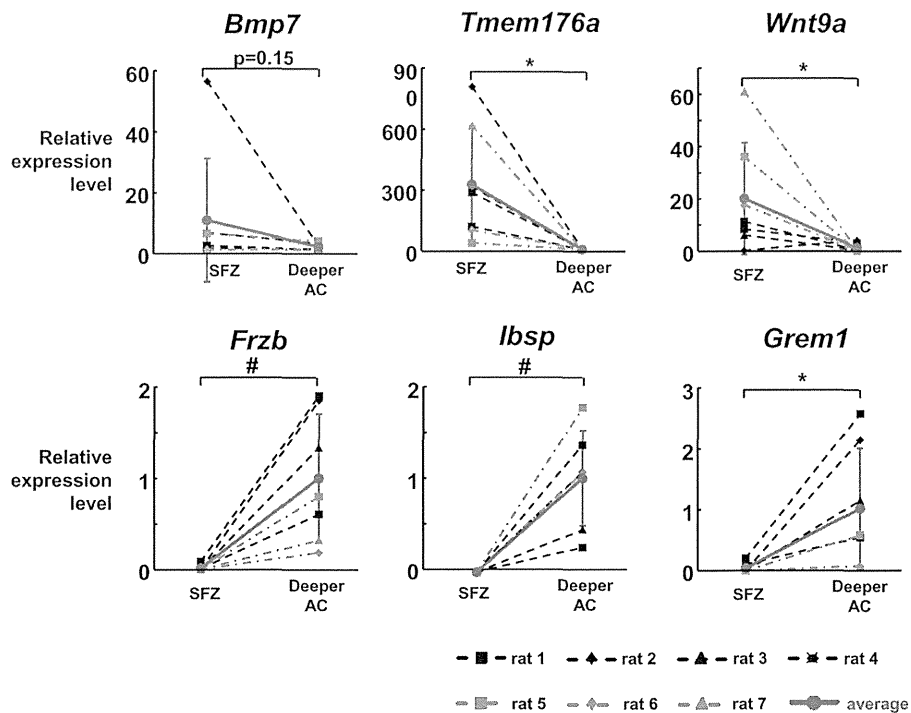 Bmp7
Tmem176a
Wnt9a
p=0.15
*
*
Relative
expression
level
60
40
20
0
SFZ
Deeper
AC
90
0
600
300
0
SFZ
Deeper
AC
60
40
20
0
SFZ
Deeper
AC
Frzb
Ibsp
Grem1
#
#
*
Relative
expression
level
2
1
0
SFZ
Deeper
AC
2
1
0
SFZ
Deeper
AC
3
2
1
0
SFZ
Deeper
AC
rat 1 rat 2 rat 3 rat 4
rat 5 rat 6 rat 7 average